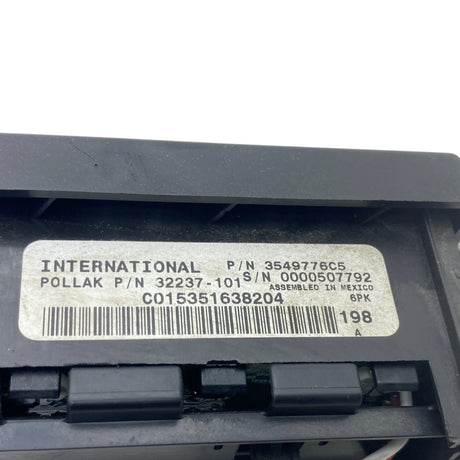 INTERNATIONAL P/N 3549776C5
POLLAK P/N 32237-101 S/N 0000507792
ASSEMBLED IN MEXICO
C015351638204 6PK
198
A